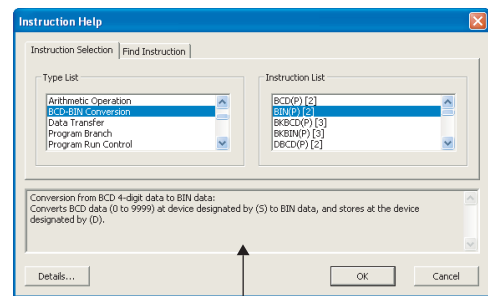 Instruction Help
Instruction Selection
Find Instruction
Type List
Arithmetic Operation
BCD-BIN Conversion
Data Transfer
Program Branch
Program Run Control
Instruction List
BCD(P) [2]
BIN(P) [2]
BKBCD(P) [3]
BKBIN(P) [3]
DBCD(P) [2]
Conversion from BCD 4-digit data to BIN data:
Converts BCD data (0 to 9999) at device designated by (S) to BIN data, and stores at the device
designated by (D).
Details...
OK
Cancel